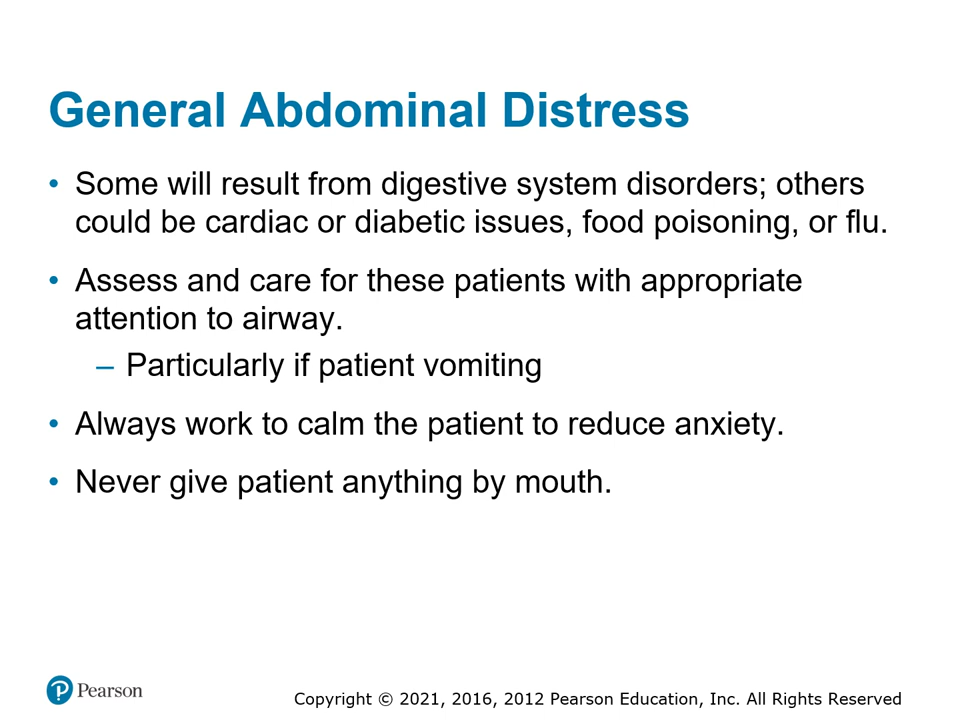 General Abdominal Distress
• Some will result from digestive system disorders; others
could be cardiac or diabetic issues, food poisoning, or flu.
• Assess and care for these patients with appropriate
attention to airway.
– Particularly if patient vomiting
• Always work to calm the patient to reduce anxiety.
• Never give patient anything by mouth.
P Pearson
Copyright © 2021, 2016, 2012 Pearson Education, Inc. All Rights Reserved